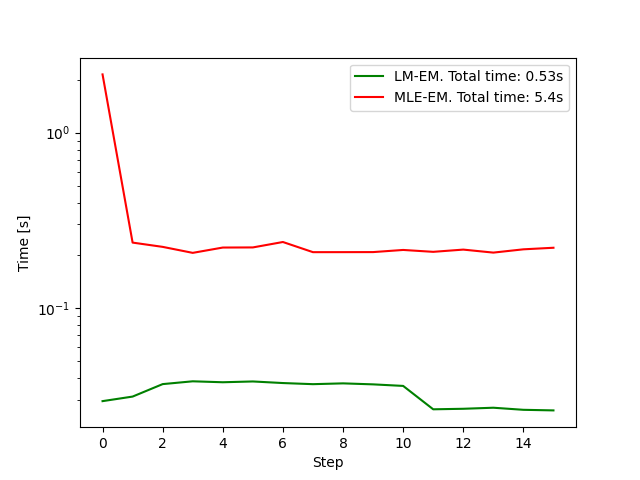 LM-EM. Total time: 0.53s
MLE-EM. Total time: 5.4s
10⁰
10⁻¹
Time [s]
0 2 4 6 8 10 12 14
Step